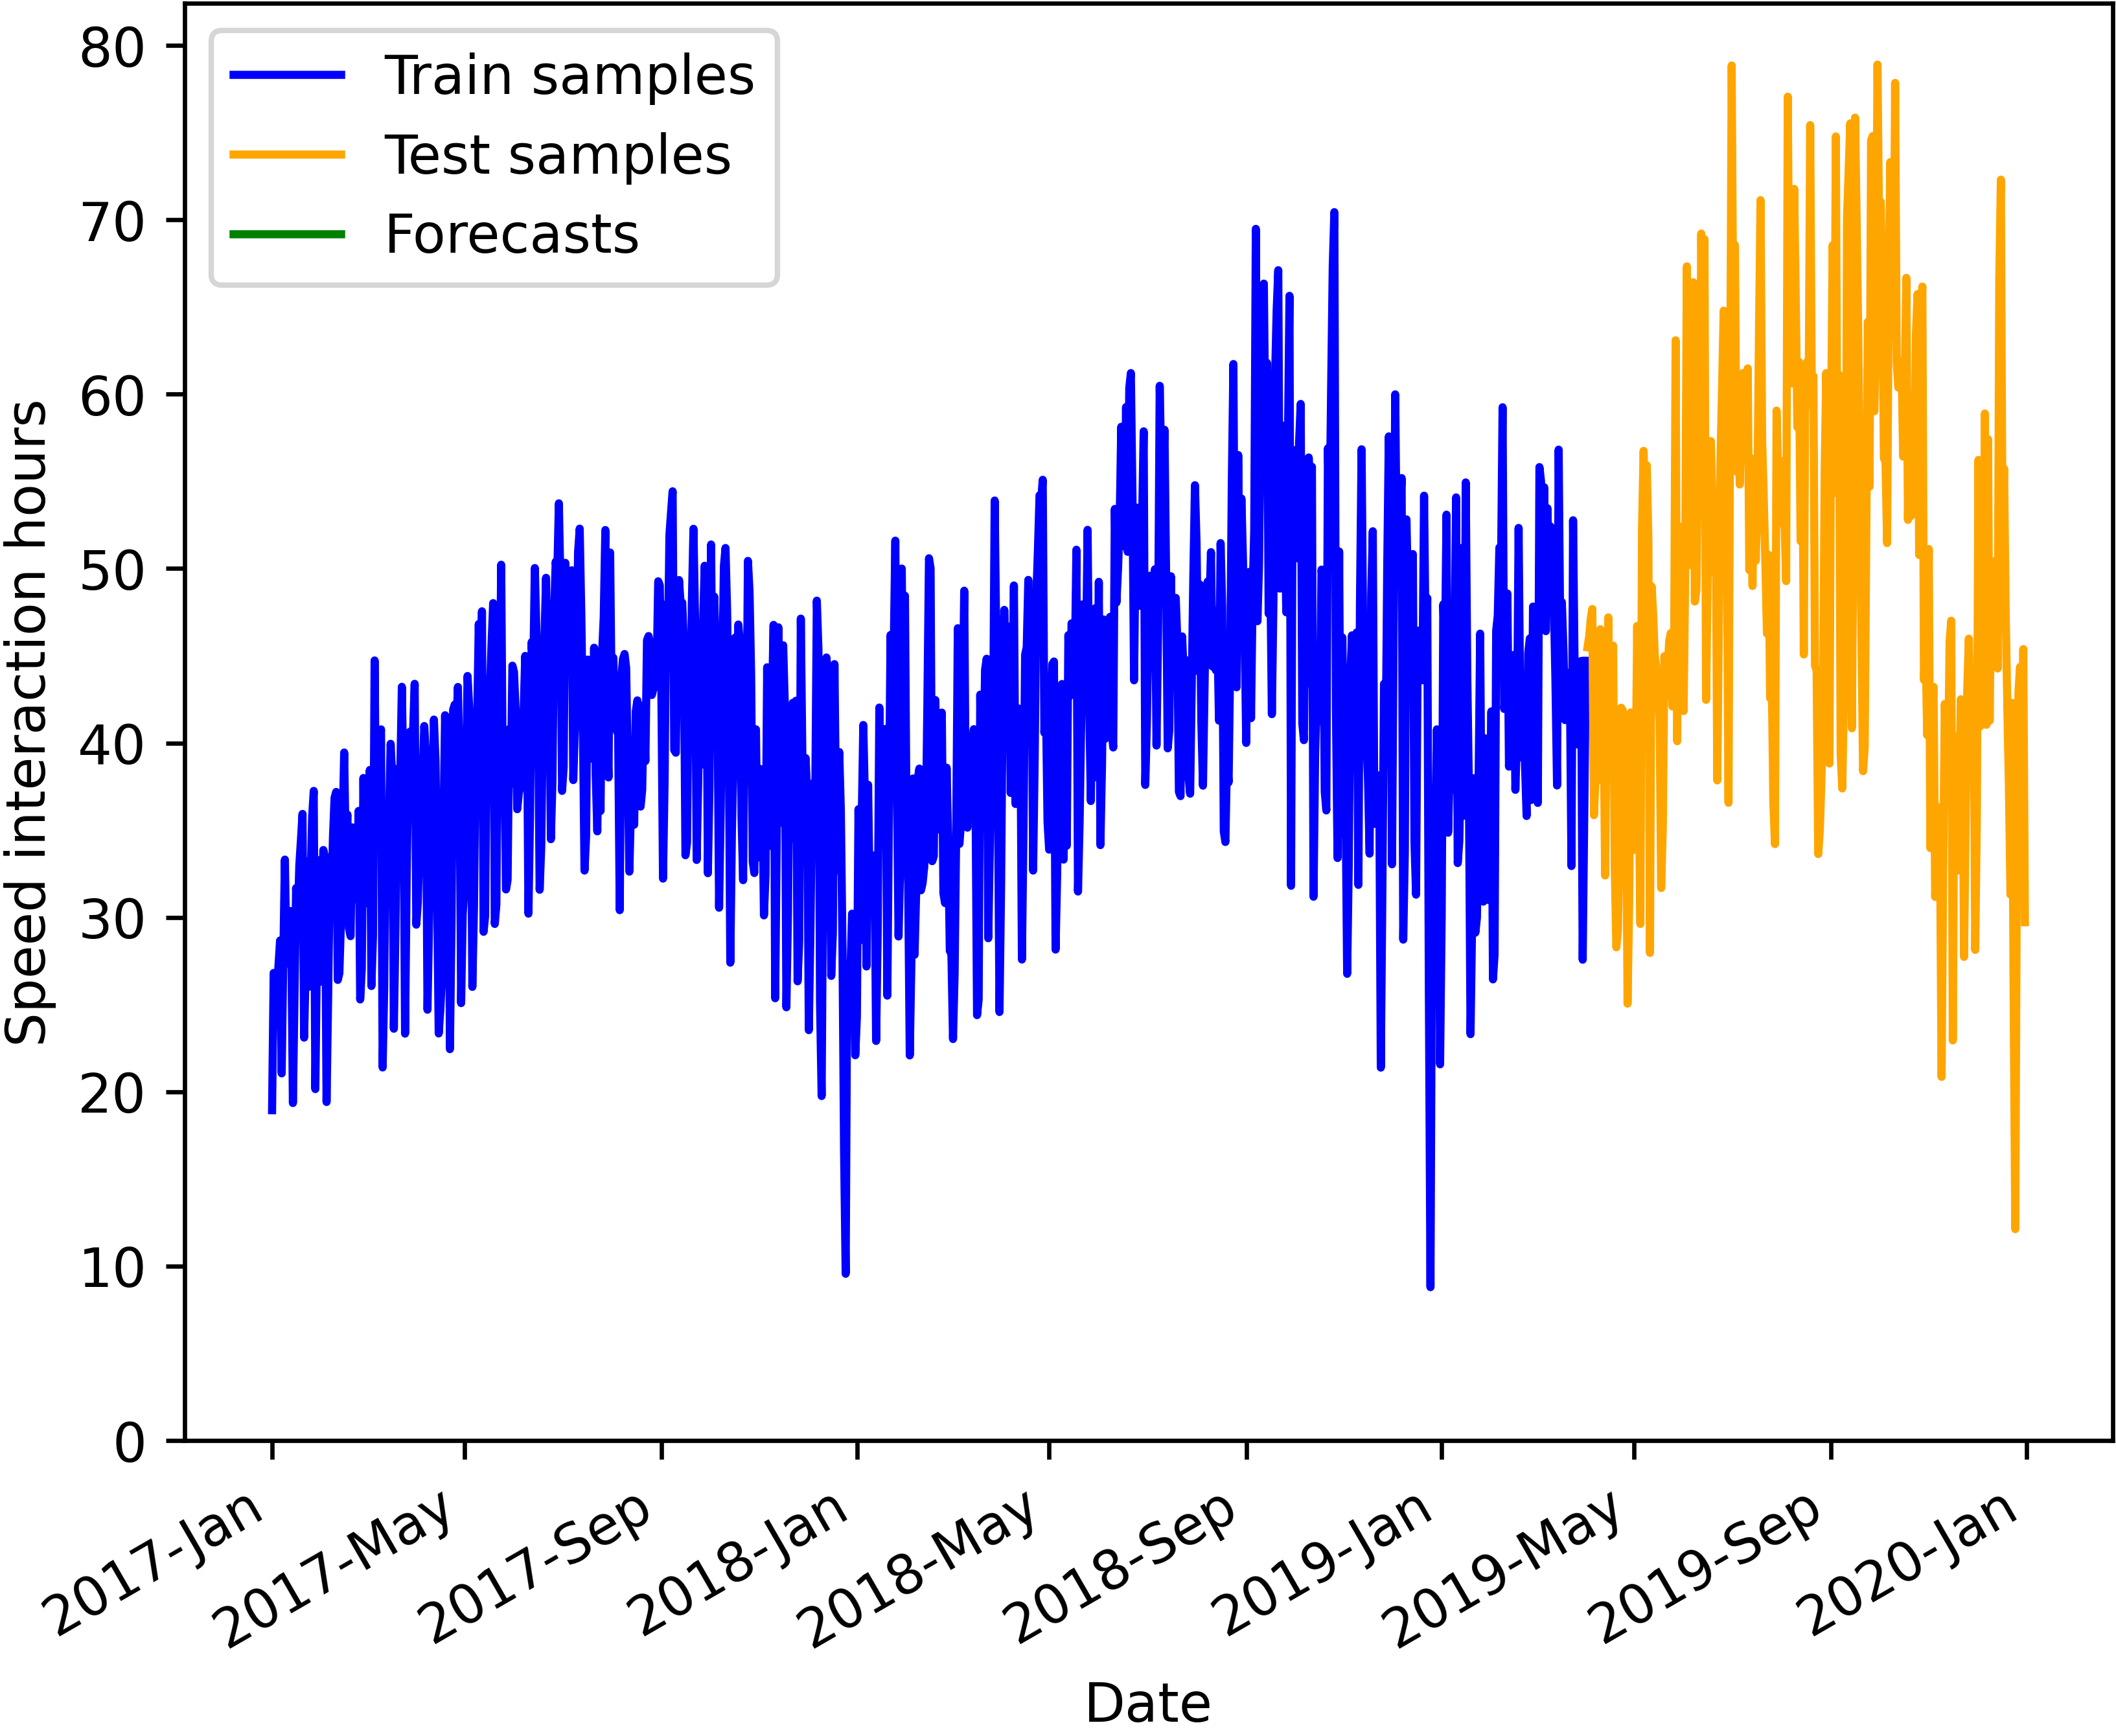 80
70
60
50
40
30
20
10
0
Speed interaction hours
Train samples
Test samples
Forecasts
2017-Jan
2017-May
2017-Sep
2018-Jan
2018-May
2018-Sep
2019-Jan
2019-May
2019-Sep
2020-Jan
Date